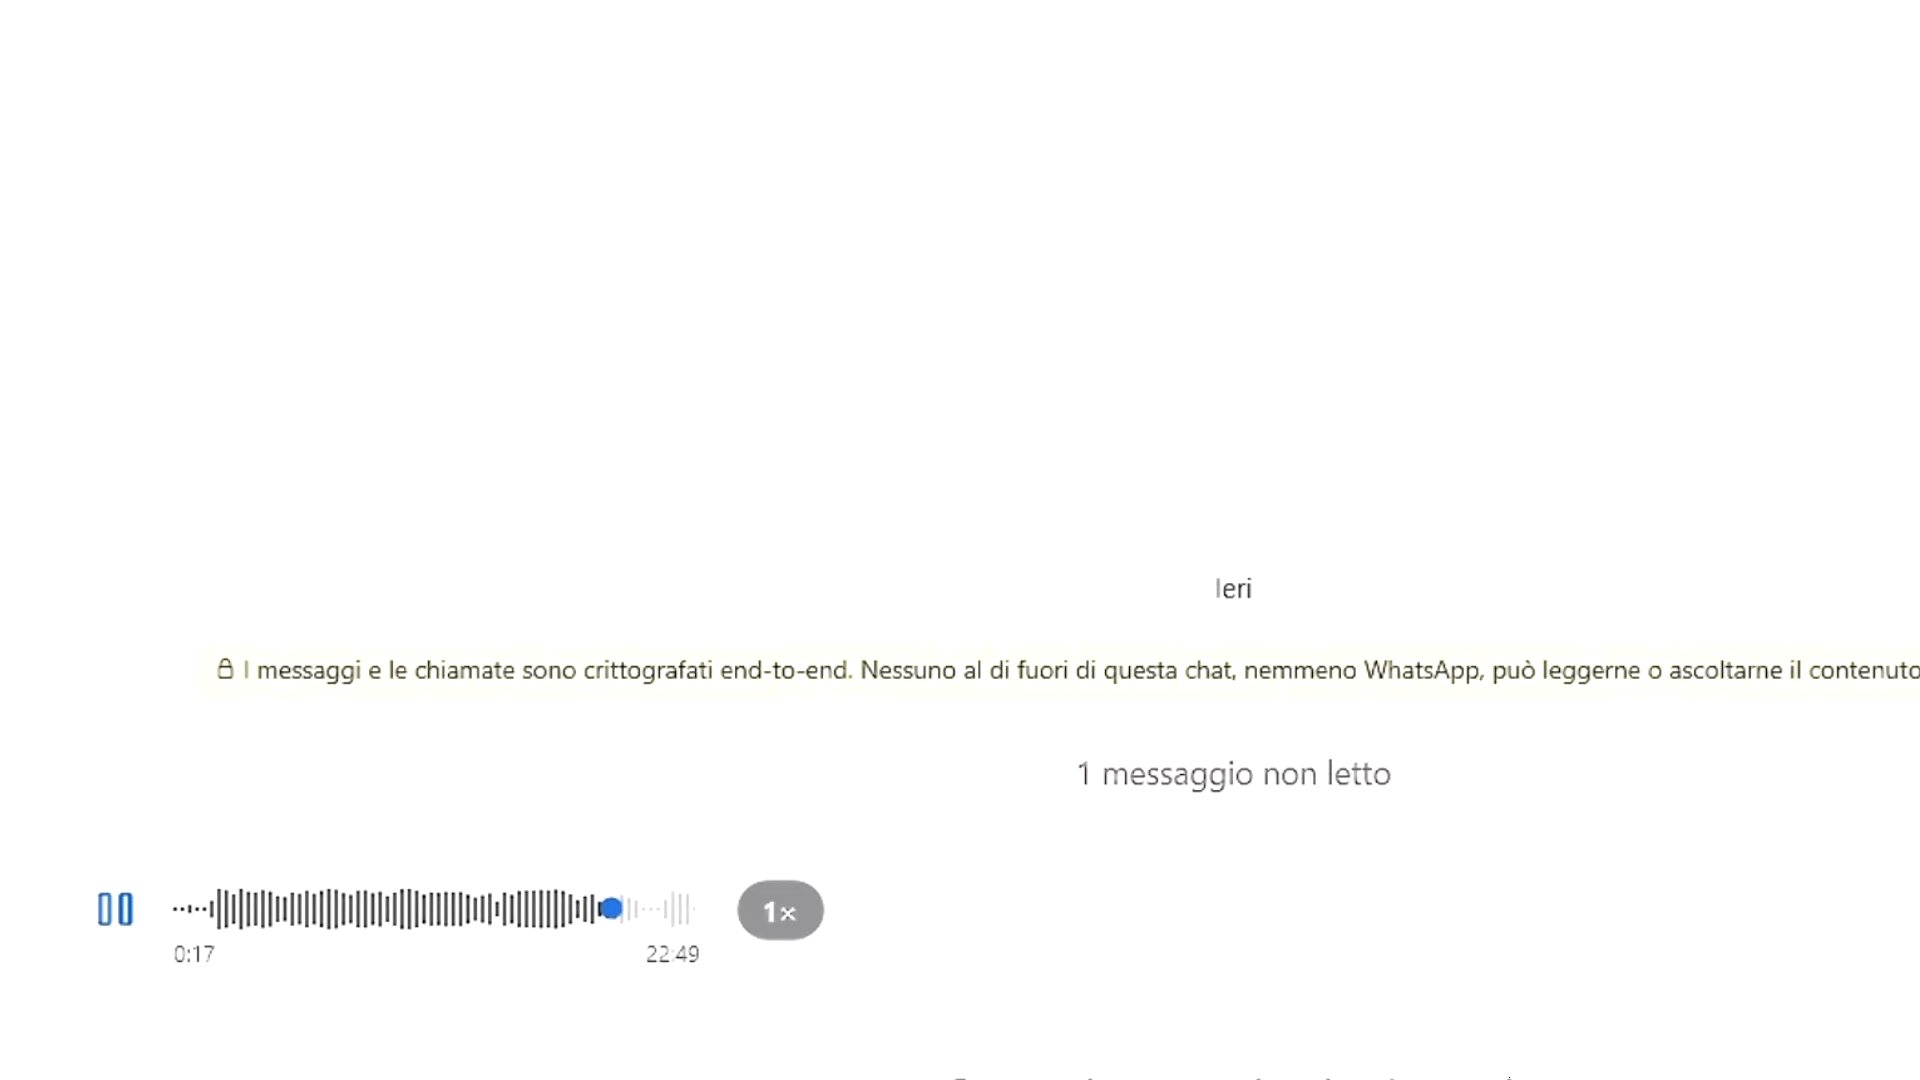 Ieri
I messaggi e le chiamate sono crittografati end-to-end. Nessuno al di fuori di questa chat, nemmeno WhatsApp, può leggerne o ascoltarne il contenuto
1 messaggio non letto
1×
0:17 22:49